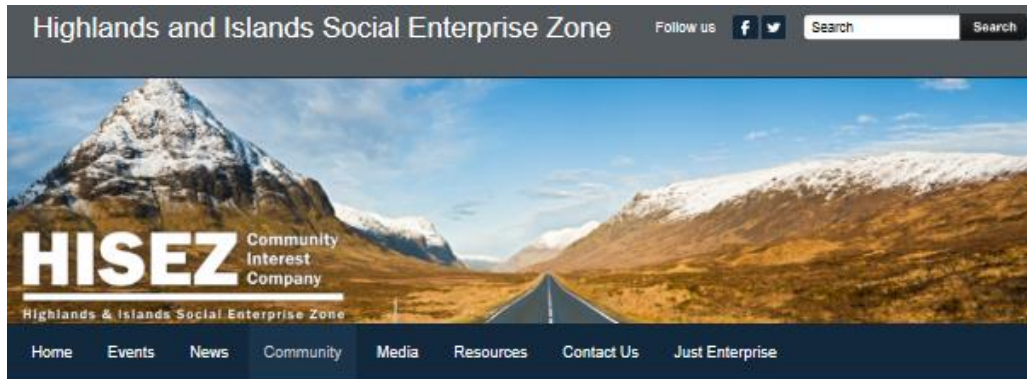 Highlands and Islands Social Enterprise Zone
Follow us
Search
Search
HISEZ
Community
Interest
Company
Highlands & Islands Social Enterprise Zone
Home Events News Community Media Resources Contact Us Just Enterprise